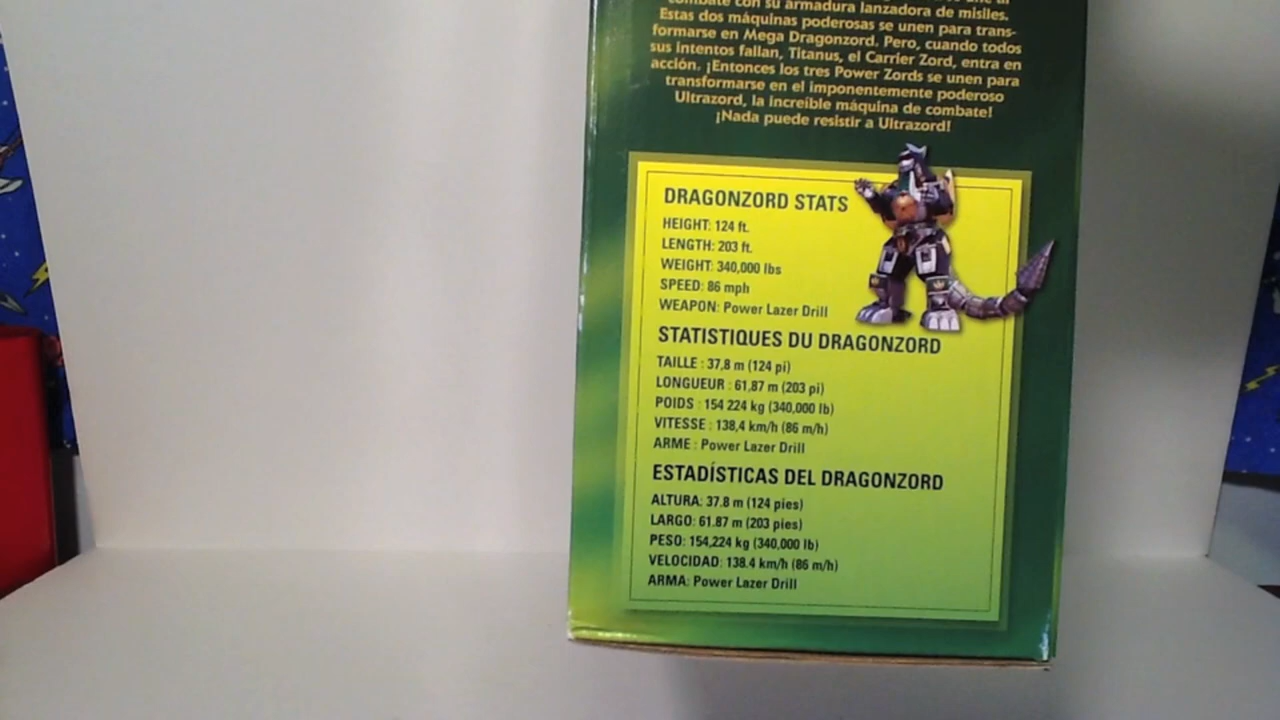 combate con su armadura lanzadora de misiles.
Estas dos máquinas poderosas se unen para trans-
formarse en Mega Dragonzord. Pero, cuando todos
sus intentos fallan, Titanus, el Carrier Zord, entra en
acción. ¡Entonces los tres Power Zords se unen para
transformarse en el imponentemente poderoso
Ultrazord, la increíble máquina de combate!
¡Nada puede resistir a Ultrazord!
DRAGONZORD STATS
HEIGHT: 124 ft.
LENGTH: 203 ft.
WEIGHT: 340,000 lbs
SPEED: 86 mph
WEAPON: Power Lazer Drill
STATISTIQUES DU DRAGONZORD
TAILLE : 37,8 m (124 pi)
LONGUEUR : 61,87 m (203 pi)
POIDS : 154 224 kg (340,000 lb)
VITESSE : 138,4 km/h (86 m/h)
ARME : Power Lazer Drill
ESTADÍSTICAS DEL DRAGONZORD
ALTURA: 37.8 m (124 pies)
LARGO: 61.87 m (203 pies)
PESO: 154,224 kg (340,000 lb)
VELOCIDAD: 138.4 km/h (86 m/h)
ARMA: Power Lazer Drill